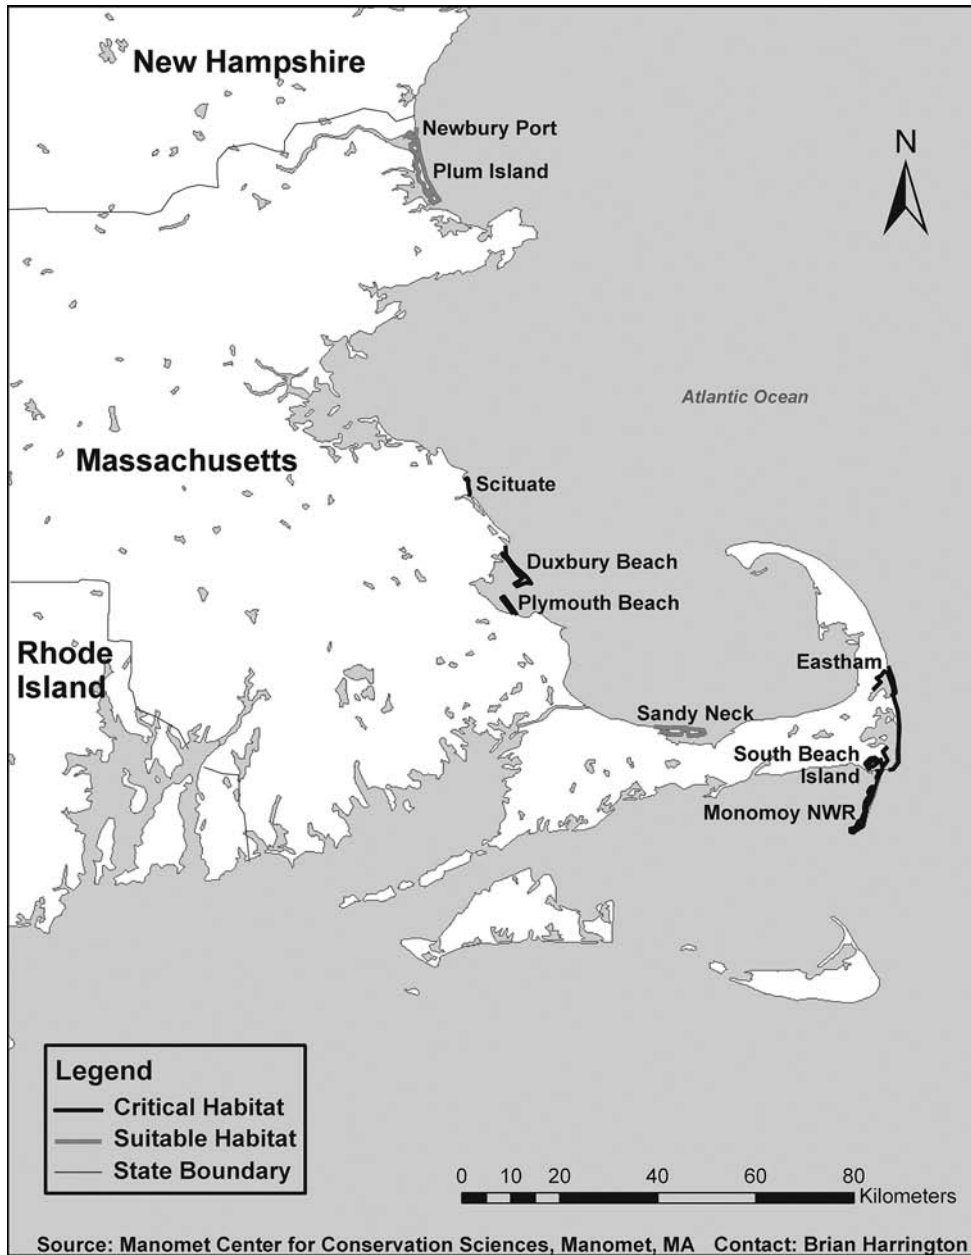 New Hampshire
Newbury Port
Plum Island
N
Atlantic Ocean
Massachusetts
Scituate
Duxbury Beach
Plymouth Beach
Rhode
Island
Eastham
Sandy Neck
South Beach
Island
Monomoy NWR
Legend
Critical Habitat
Suitable Habitat
State Boundary
0 10 20 40 60 80
Kilometers
Source: Manomet Center for Conservation Sciences, Manomet, MA Contact: Brian Harrington